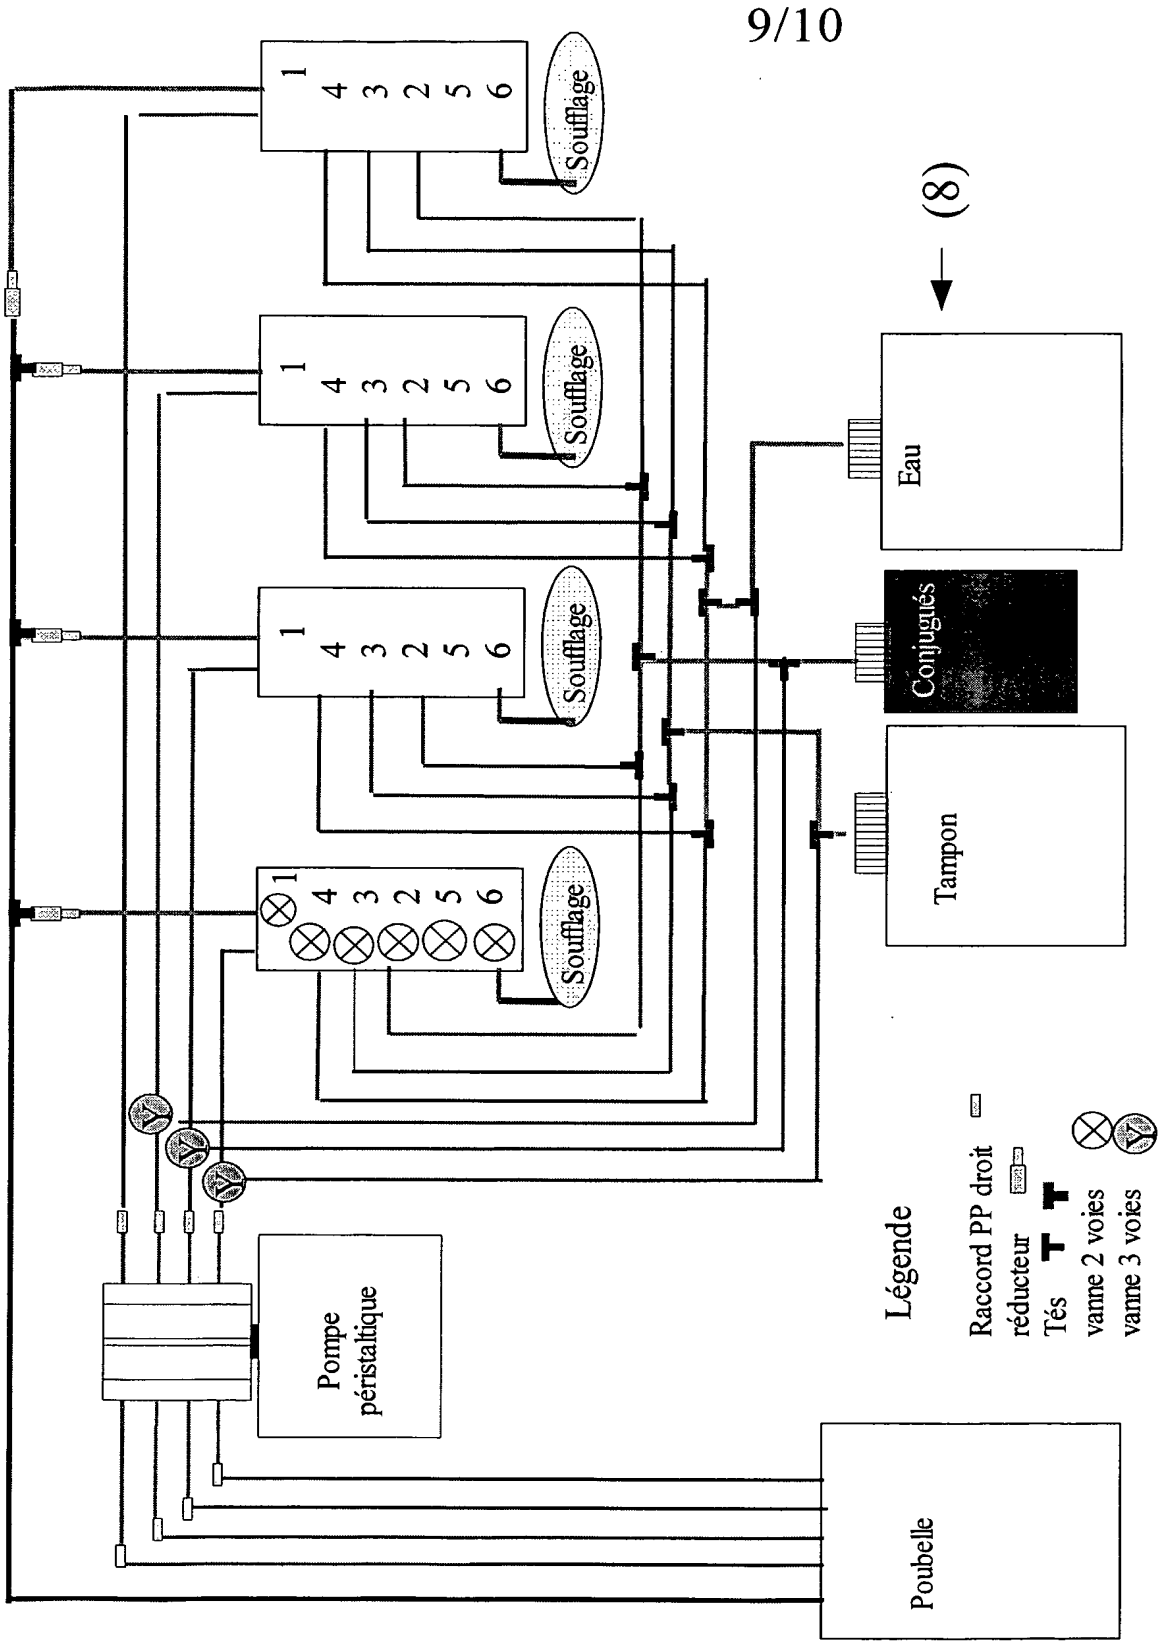 9/10
1
4
3
2
5
6
Soufflage
1
4
3
2
5
6
Soufflage
1
4
3
2
5
6
Soufflage
1
4
3
2
5
6
Soufflage
Y
Y
Y
Pompe
péristaltique
Poubelle
Tampon
Conjugués
Eau
(8)
Légende
Raccord PP droit
réducteur
Tés
vanne 2 voies
vanne 3 voies
Y